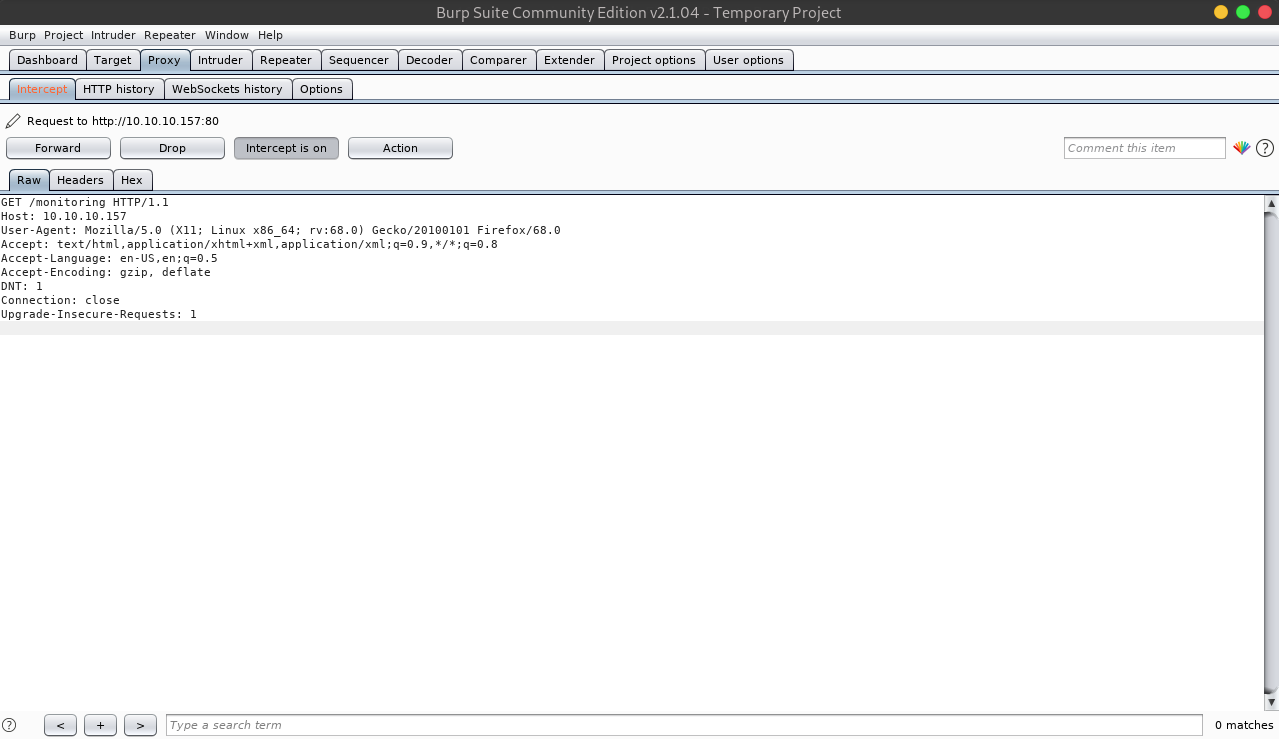 Burp Suite Community Edition v2.1.04 - Temporary Project
Burp Project Intruder Repeater Window Help
Dashboard Target Proxy Intruder Repeater Sequencer Decoder Comparer Extender Project options User options
Intercept HTTP history WebSockets history Options
Request to http://10.10.10.157:80
Forward Drop Intercept is on Action Comment this item ?
Raw Headers Hex
GET /monitoring HTTP/1.1
Host: 10.10.10.157
User-Agent: Mozilla/5.0 (X11; Linux x86_64; rv:68.0) Gecko/20100101 Firefox/68.0
Accept: text/html,application/xhtml+xml,application/xml;q=0.9,*/*;q=0.8
Accept-Language: en-US,en;q=0.5
Accept-Encoding: gzip, deflate
DNT: 1
Connection: close
Upgrade-Insecure-Requests: 1
? < + > Type a search term 0 matches